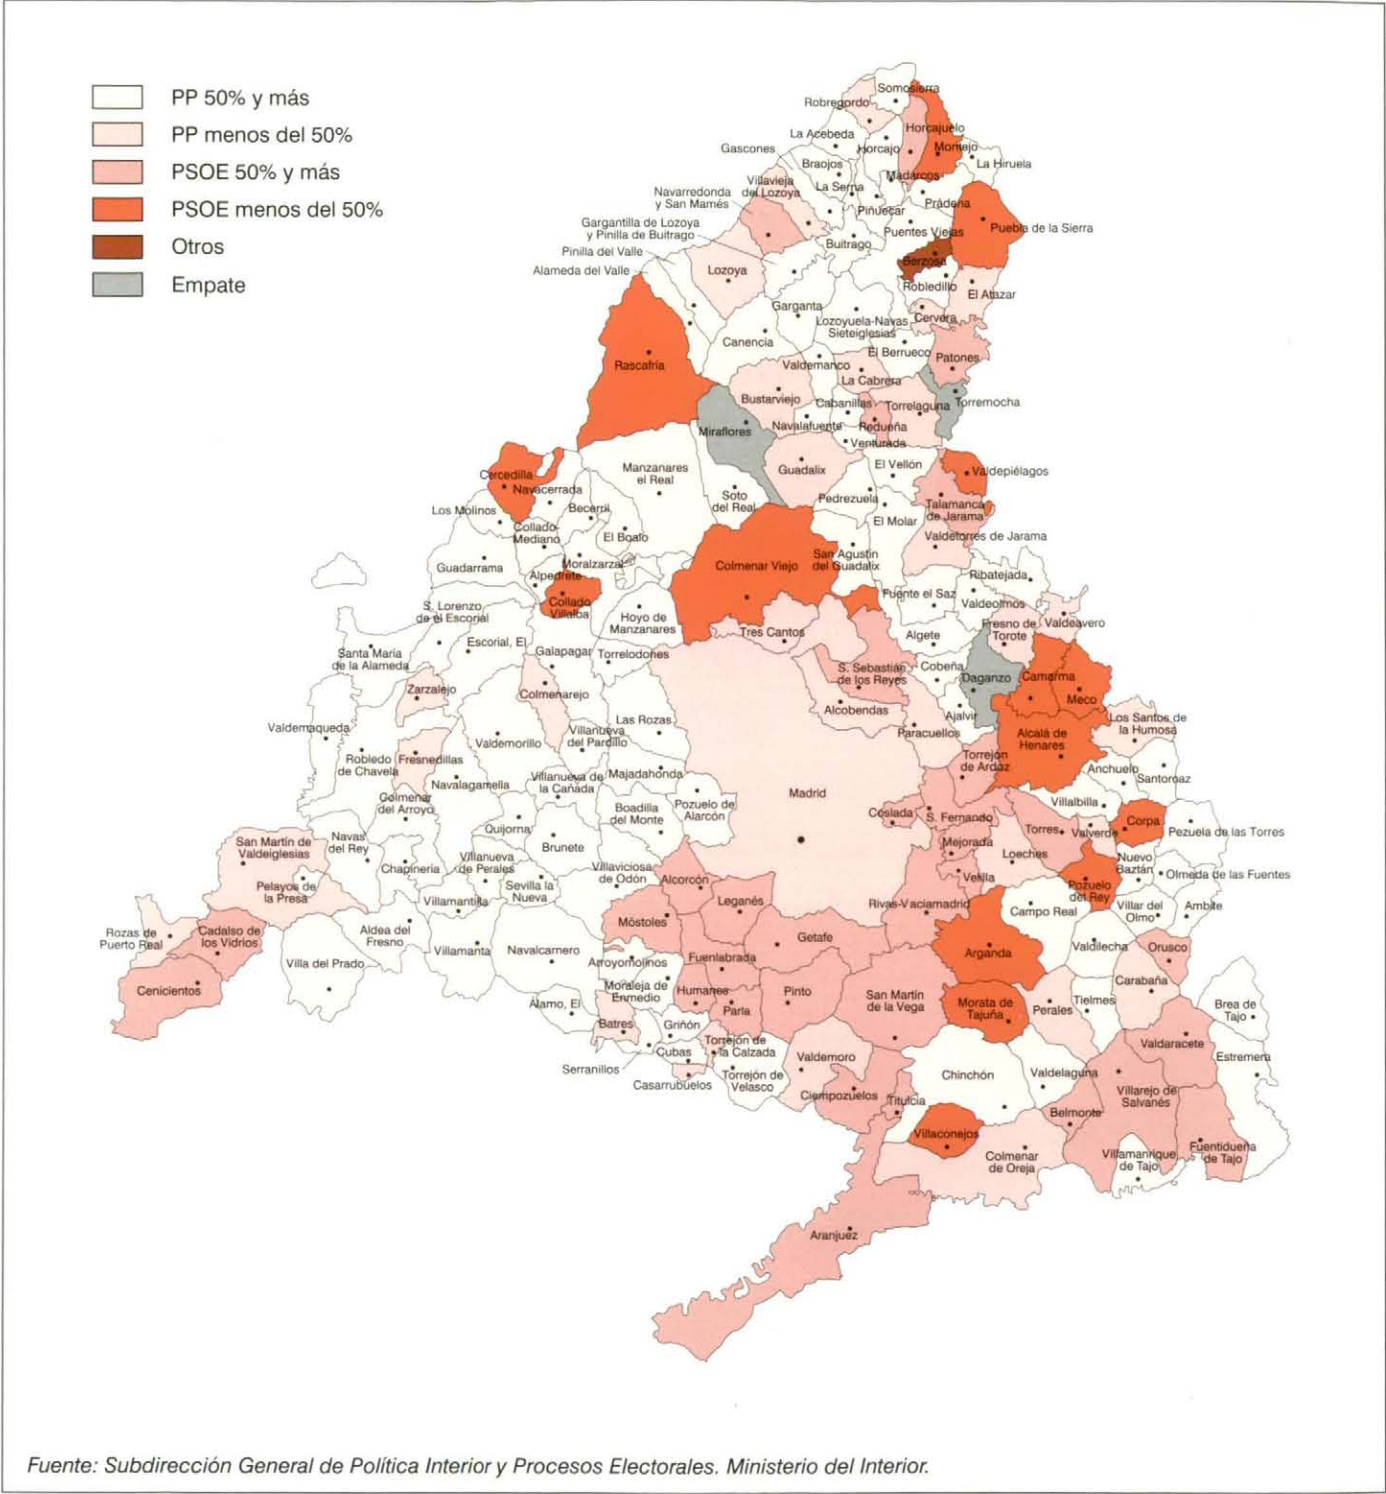 PP 50% y más
PP menos del 50%
PSOE 50% y más
PSOE menos del 50%
Otros
Empate
Somosierra
Robregordo
Horcajuelo
La Acebeda
Horcajo
Montejo
Gascones
La Hiruela
Braojos
Madarcos
Villavieja
del Lozoya
La Serna
Navarredonda
y San Mamés
Prádena
Piñuecar
Gargantilla de Lozoya
y Pinilla de Buitrago
Puentes Viejas
Puebla de la Sierra
Buitrago
Pinilla del Valle
Berzosa
Alameda del Valle
Lozoya
Robledillo
El Atazar
Garganta
Cervera
Lozoyuela-Navas
Sieteiglesias
Canencia
El Berrueco
Patones
Rascafría
Valdemanco
La Cabrera
Bustarviejo
Cabanillas
Torrelaguna
Torremocha
Miraflores
Navalafuente
Redueña
Venturada
Manzanares
el Real
Guadalix
El Vellón
Valdepiélagos
Cercedilla
Navacerrada
Soto
del Real
Pedrezuela
Talamanca
de Jarama
Los Molinos
Becerril
El Molar
Collado-
Mediano
El Boalo
Valdetorres de Jarama
Guadarrama
Moralzarzal
Colmenar Viejo
San Agustín
del Guadalix
Alpedrete
Ribatejada
Collado
Villalba
Fuente el Saz
Valdeolmos
S. Lorenzo
de el Escorial
Hoyo de
Manzanares
Tres Cantos
Fresno de
Torote
Valdeavero
Escorial, El
Algete
Santa María
de la Alameda
Galapagar
Torrelodones
S. Sebastián
de los Reyes
Cobeña
Daganzo
Camarma
Zarzalejo
Colmenarejo
Meco
Alcobendas
Ajalvir
Los Santos de
la Humosa
Las Rozas
Valdemaqueda
Villanueva
del Pardillo
Paracuellos
Alcalá de
Henares
Valdemorillo
Robledo
de Chavela
Fresnedillas
Torrejón
de Ardoz
Anchuelo
Santorcaz
Navalagamella
Villanueva de
la Cañada
Majadahonda
Madrid
Colmenar
del Arroyo
Boadilla
del Monte
Pozuelo de
Alarcón
Villalbilla
Coslada
S. Fernando
Corpa
Quijorna
Torres
Valverde
Pezuela de las Torres
San Martín de
Valdeiglesias
Navas
del Rey
Brunete
Mejorada
Loeches
Nuevo
Baztán
Chapinería
Villanueva
de Perales
Villaviciosa
de Odón
Velilla
Olmeda de las Fuentes
Pelayos de
la Presa
Sevilla la
Nueva
Alcorcón
Pozuelo
del Rey
Villamantilla
Leganés
Rivas-Vaciamadrid
Campo Real
Villar del
Olmo
Ambite
Rozas de
Puerto Real
Cadalso de
los Vidrios
Aldea del
Fresno
Móstoles
Getafe
Valdilecha
Orusco
Villa del Prado
Villamanta
Navalcarnero
Arroyomolinos
Fuenlabrada
Arganda
Cenicientos
Moraleja de
Enmedio
Humanes
Pinto
San Martín
de la Vega
Carabaña
Álamo, El
Parla
Morata de
Tajuña
Perales
Tielmes
Brea de
Tajo
Batres
Griñón
Torrejón de
la Calzada
Valdaracete
Serranillos
Cubas
Valdemoro
Estremera
Casarrubuelos
Torrejón de
Velasco
Chinchón
Valdelaguna
Ciempozuelos
Titulcia
Villarejo de
Salvanés
Belmonte
Villaconejos
Colmenar
de Oreja
Villamanrique
de Tajo
Fuentidueña
de Tajo
Aranjuez
Fuente: Subdirección General de Política Interior y Procesos Electorales. Ministerio del Interior.